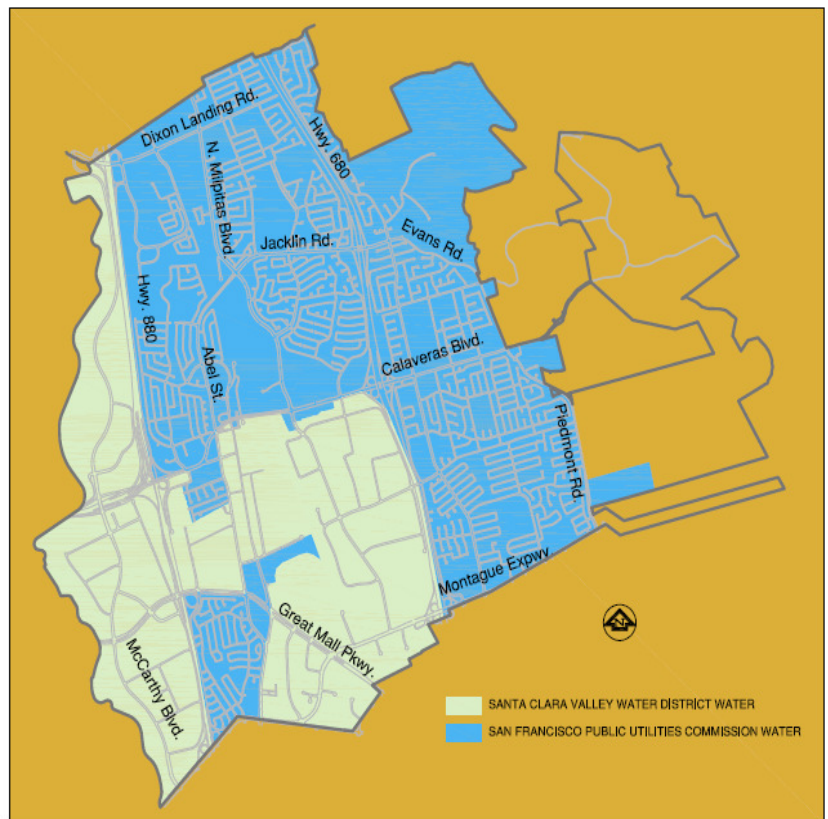 Dixon Landing Rd.
Hwy. 680
N. Milpitas Blvd.
Jacklin Rd.
Evans Rd.
Hwy. 880
Abel St.
Calaveras Blvd.
Piedmont Rd.
Montague Expwv
Great Mall Pkwy.
McCarthy Blvd.
N
SANTA CLARA VALLEY WATER DISTRICT WATER
SAN FRANCISCO PUBLIC UTILITIES COMMISSION WATER